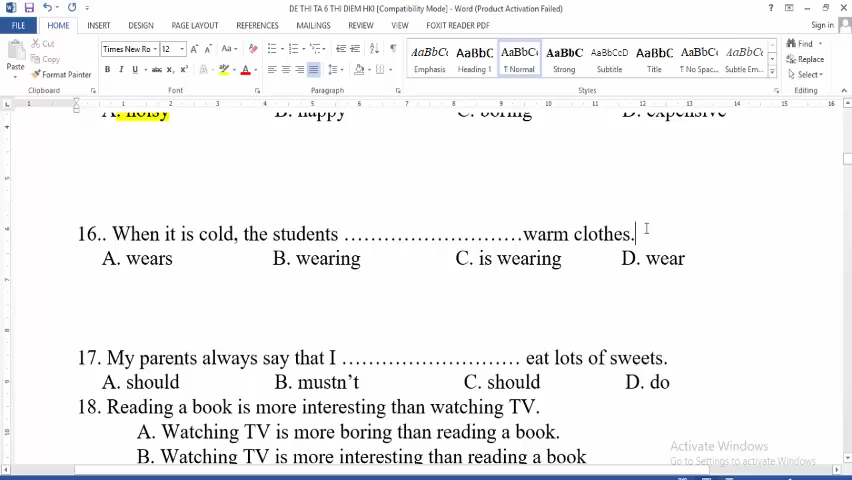 DE THI TA 6 THI DIEM HKI [Compatibility Mode] - Word (Product Activation Failed)
FILE HOME INSERT DESIGN PAGE LAYOUT REFERENCES MAILINGS REVIEW VIEW FOXIT READER PDF Sign in
Cut
Copy
Format Painter
Paste
Times New Ro 12
AaBbCc AaBbC AaBbCc AaBbC AaBbCcD AaBbC AaBbC AaBbCc
Emphasis Heading 1 ¶ Normal Strong Subtitle Title ¶ No Spac... Subtle Em...
Find
Replace
Select
Clipboard Font Paragraph Styles Editing
A. noisy B. happy C. boring D. expensive
16.. When it is cold, the students ………………………warm clothes.
A. wears B. wearing C. is wearing D. wear
17. My parents always say that I ……………………… eat lots of sweets.
A. should B. mustn’t C. should D. do
18. Reading a book is more interesting than watching TV.
A. Watching TV is more boring than reading a book.
B. Watching TV is more interesting than reading a book
Activate Windows
Go to Settings to activate Windows.